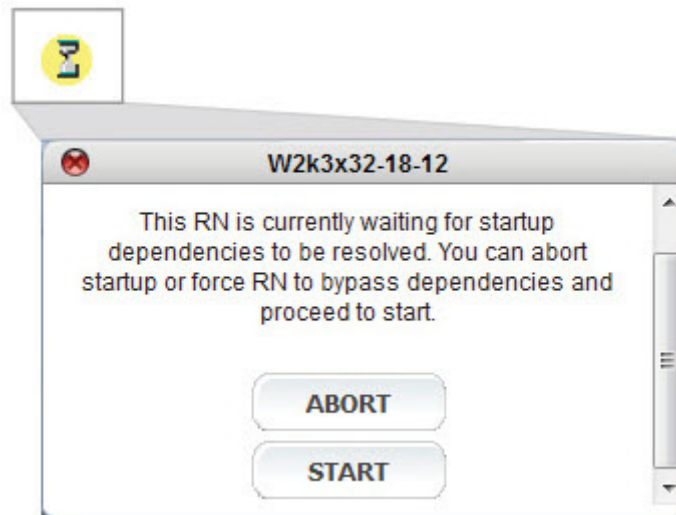 W2k3x32-18-12
This RN is currently waiting for startup
dependencies to be resolved. You can abort
startup or force RN to bypass dependencies and
proceed to start.
ABORT
START